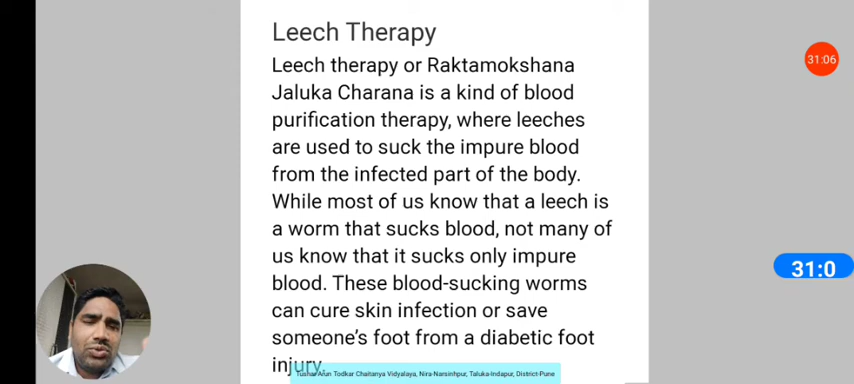 Leech Therapy
Leech therapy or Raktamokshana
Jaluka Charana is a kind of blood
purification therapy, where leeches
are used to suck the impure blood
from the infected part of the body.
While most of us know that a leech is
a worm that sucks blood, not many of
us know that it sucks only impure
blood. These blood-sucking worms
can cure skin infection or save
someone's foot from a diabetic foot
injury.
Tushar Arun Todkar Chaitanya Vidyalaya, Nira-Narsinhpur, Taluka-Indapur, District-Pune
31:06
31:0